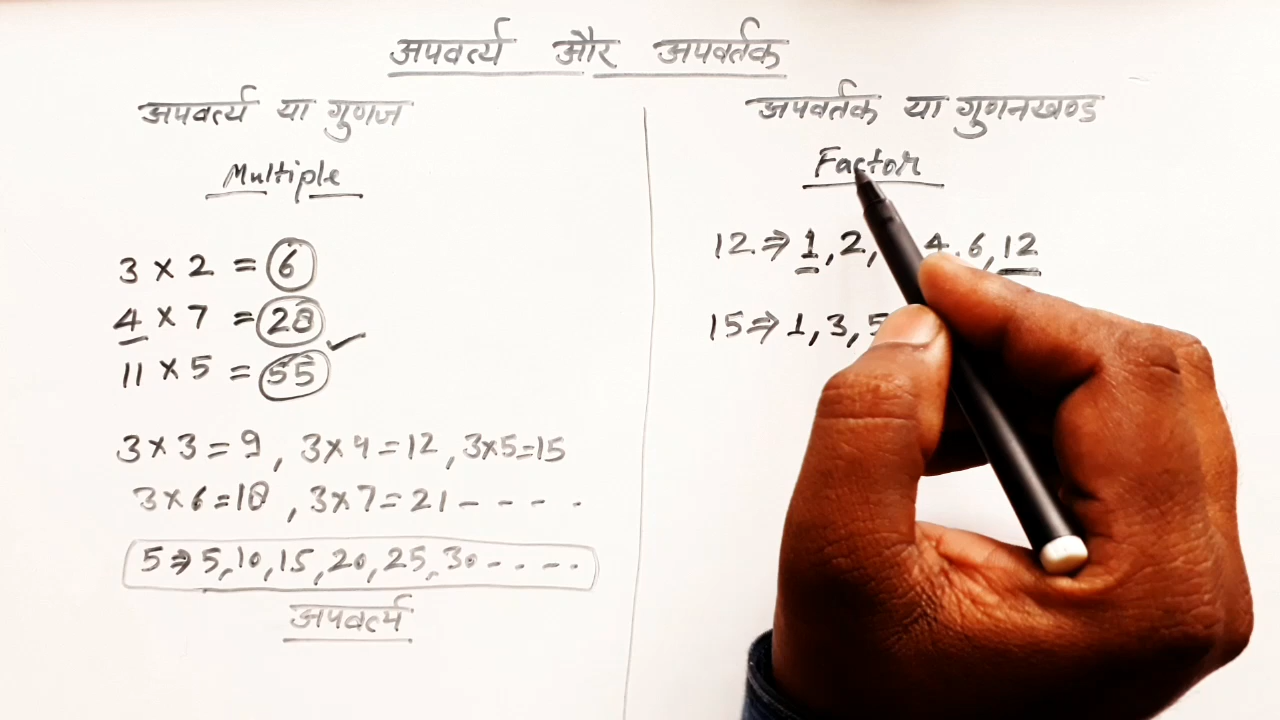 अपवर्त्य और अपवर्तक
अपवर्त्य या गुणज
Multiple
3 × 2 = 6
4 × 7 = 28
11 × 5 = 55
3 × 3 = 9 , 3 × 4 = 12 , 3×5=15
3 × 6 = 18 , 3 × 7 = 21 - - - -
5 ⇒ 5, 10, 15, 20, 25, 30 - - - -
अपवर्त्य
अपवर्तक या गुणनखण्ड
Factor
12 ⇒ 1, 2, 4, 6, 12
15 ⇒ 1, 3, 5